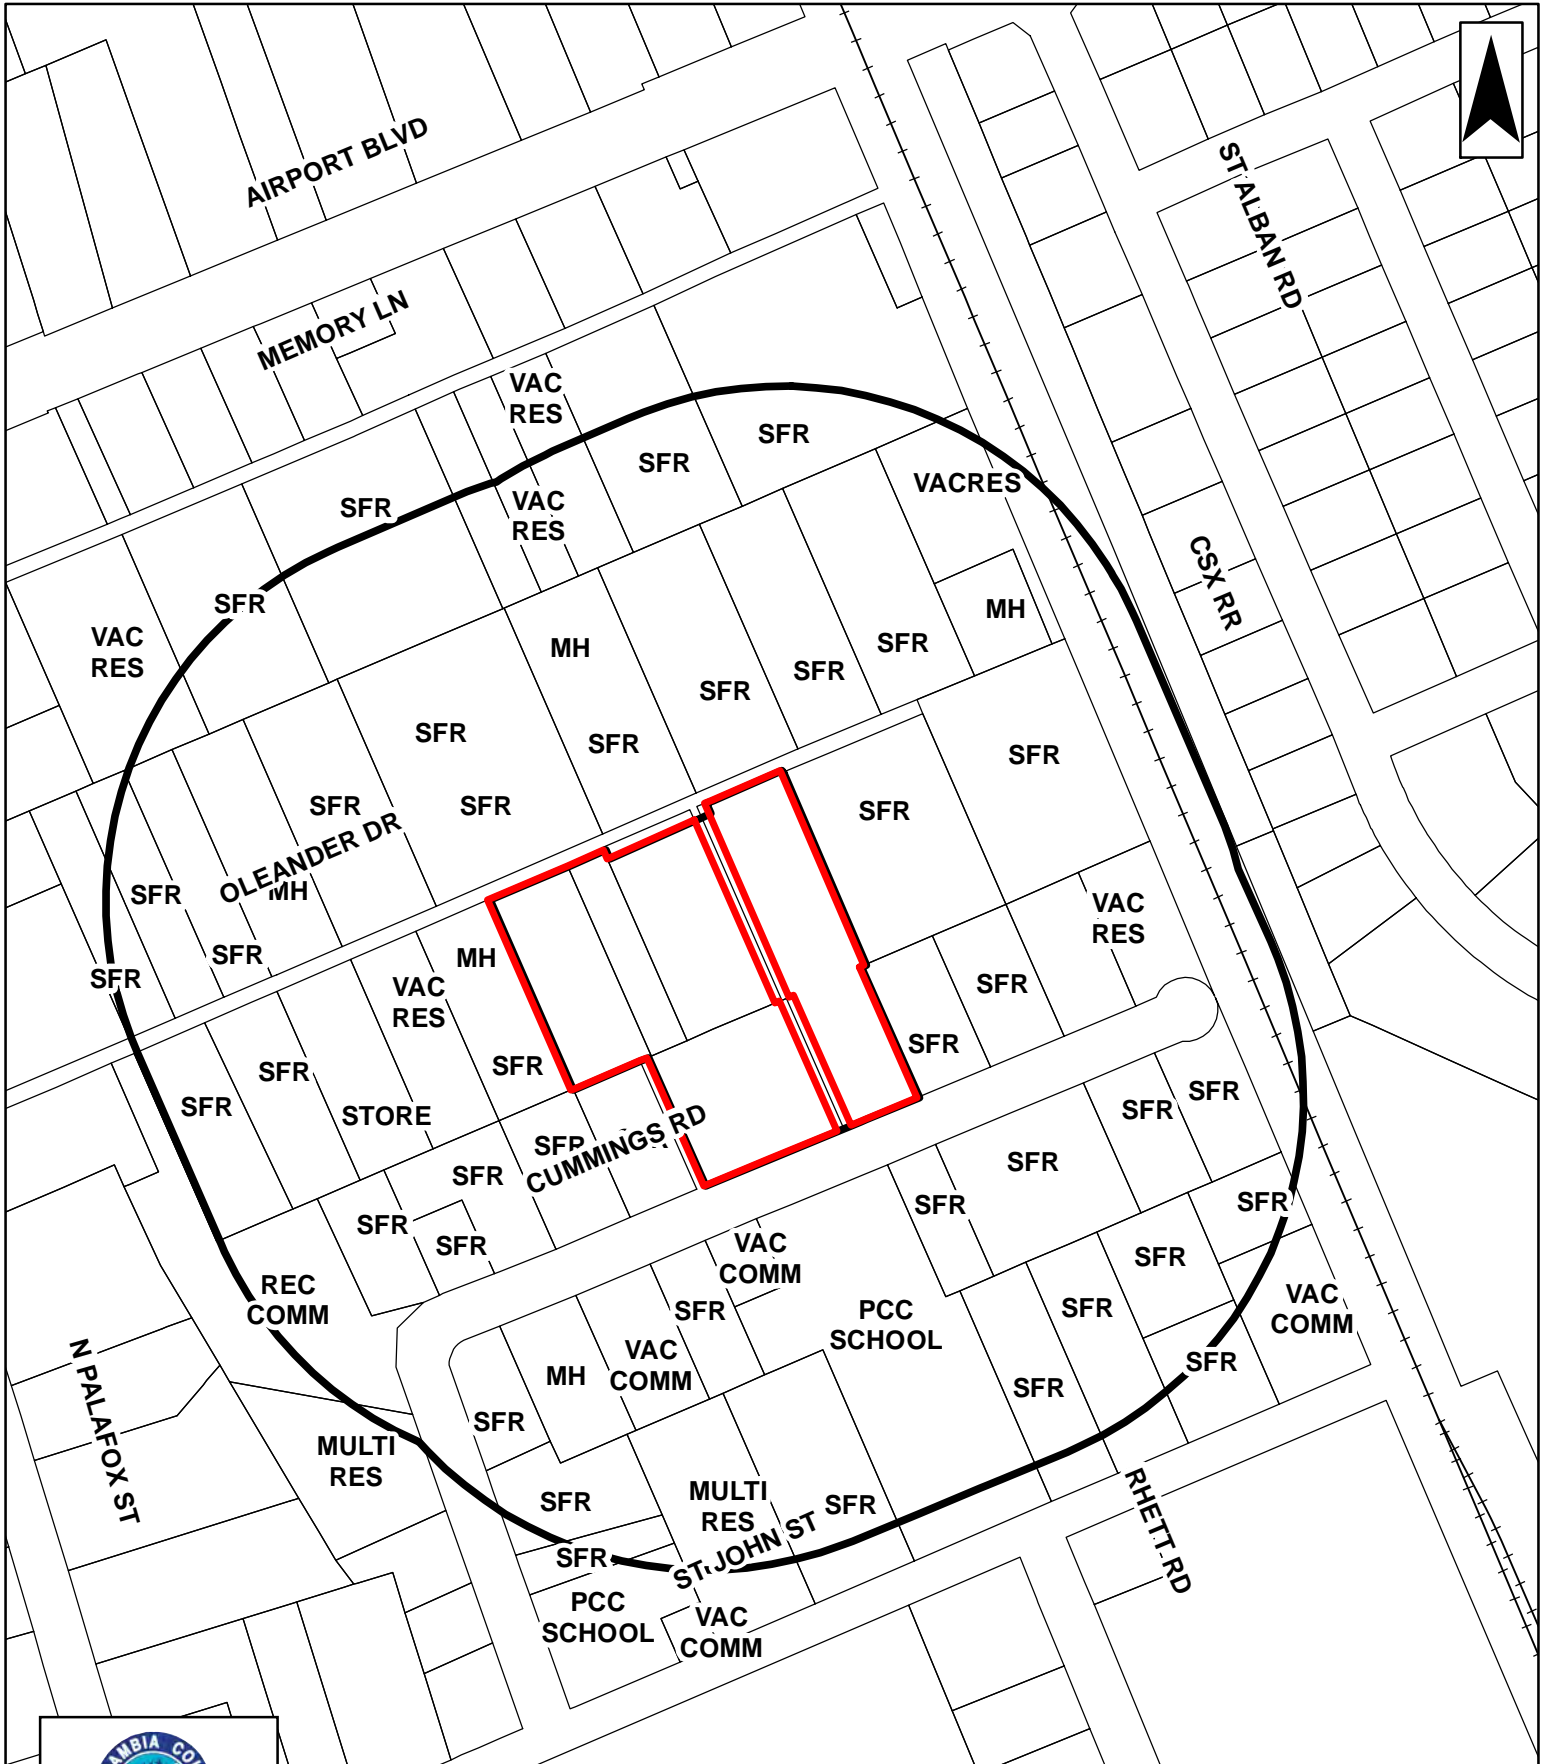 AIRPORT BLVD
ST ALBAN RD
MEMORY LN
VAC
RES
SFR
SFR
VACRES
SFR
VAC
RES
CSX RR
SFR
MH
VAC
RES
MH
SFR
SFR
SFR
SFR
SFR
SFR
SFR
SFR
SFR
SFR
OLEANDER DR
MH
SFR
VAC
RES
SFR
MH
SFR
SFR
VAC
RES
SFR
SFR
SFR
SFR
SFR
SFR
STORE
SFR
CUMMINGS RD
SFR
SFR
SFR
SFR
SFR
SFR
VAC
COMM
SFR
REC
COMM
SFR
PCC
SCHOOL
SFR
VAC
COMM
N PALAFOX ST
MH
VAC
COMM
SFR
SFR
SFR
MULTI
RES
SFR
MULTI
RES
SFR
RHETT RD
ST JOHN ST
SFR
PCC
SCHOOL
VAC
COMM
AMBIA CO